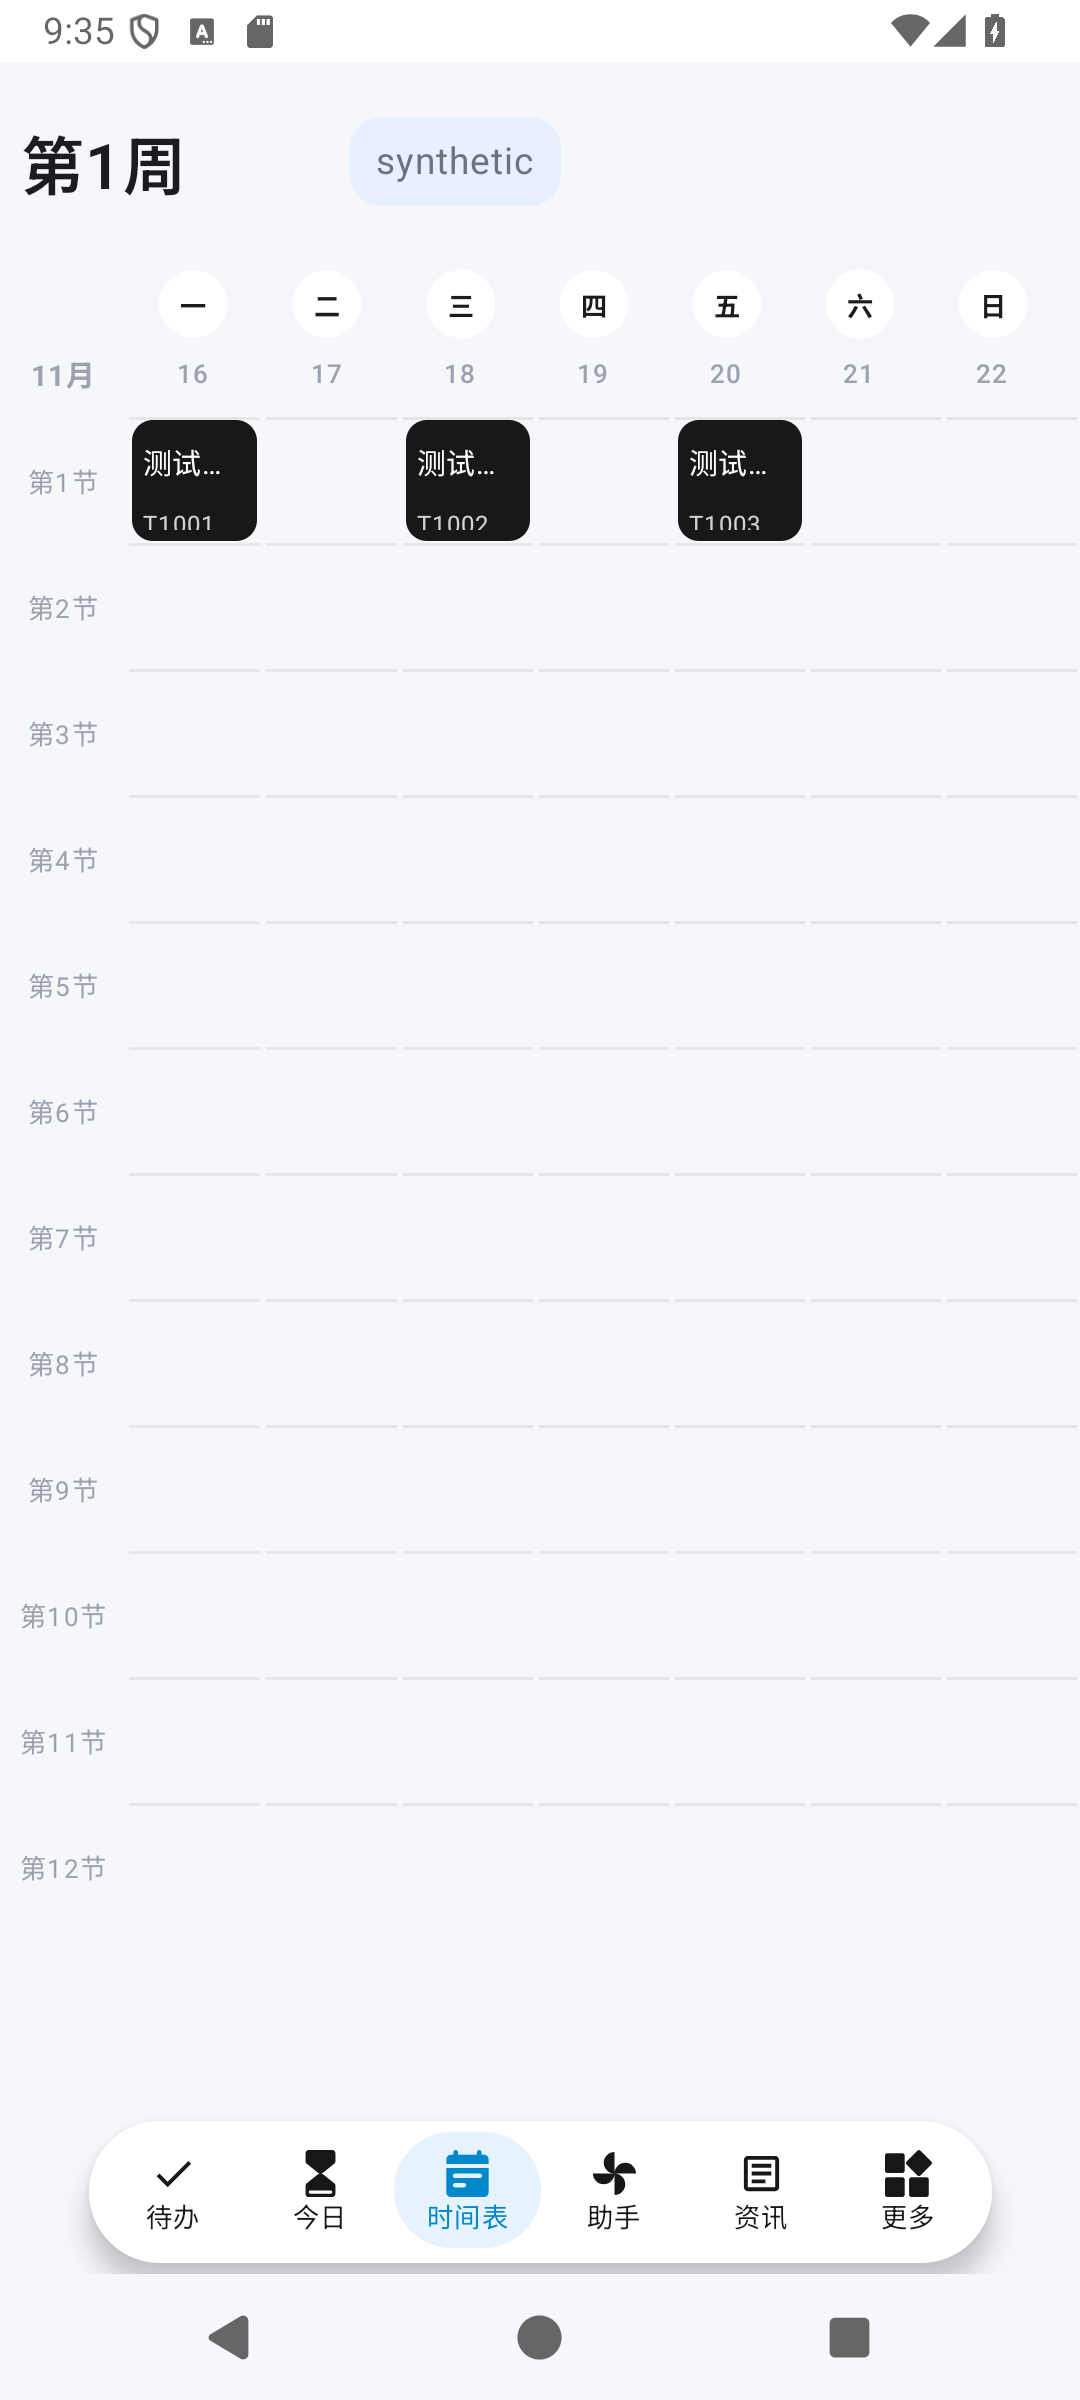 9:35
第1周
synthetic
一 二 三 四 五 六 日
11月 16 17 18 19 20 21 22
第1节
测试… 测试… 测试…
T1001 T1002 T1003
第2节
第3节
第4节
第5节
第6节
第7节
第8节
第9节
第10节
第11节
第12节
待办 今日 时间表 助手 资讯 更多